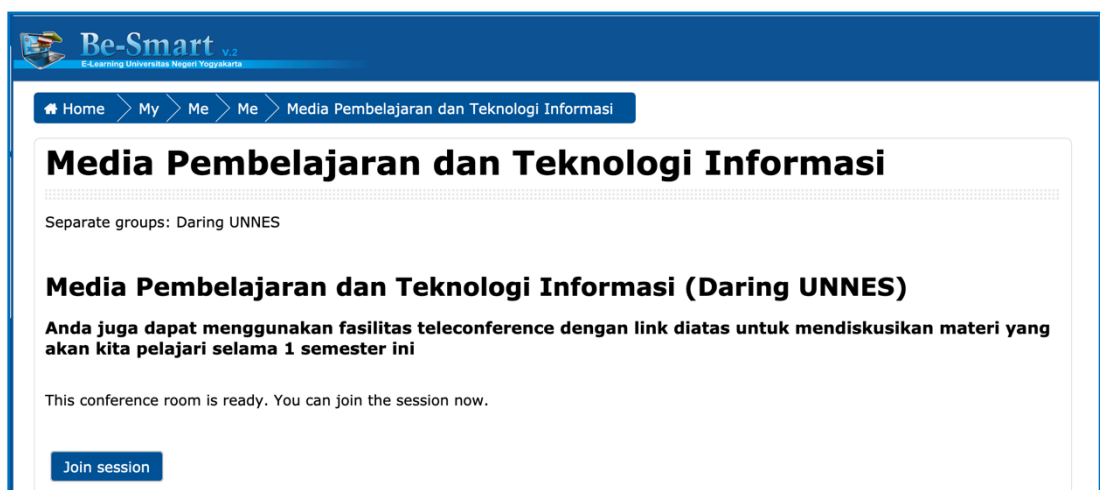 Be-Smart v.2
E-Learning Universitas Negeri Yogyakarta
Home My Me Me Media Pembelajaran dan Teknologi Informasi
Media Pembelajaran dan Teknologi Informasi
Separate groups: Daring UNNES
Media Pembelajaran dan Teknologi Informasi (Daring UNNES)
Anda juga dapat menggunakan fasilitas teleconference dengan link diatas untuk mendiskusikan materi yang
akan kita pelajari selama 1 semester ini
This conference room is ready. You can join the session now.
Join session